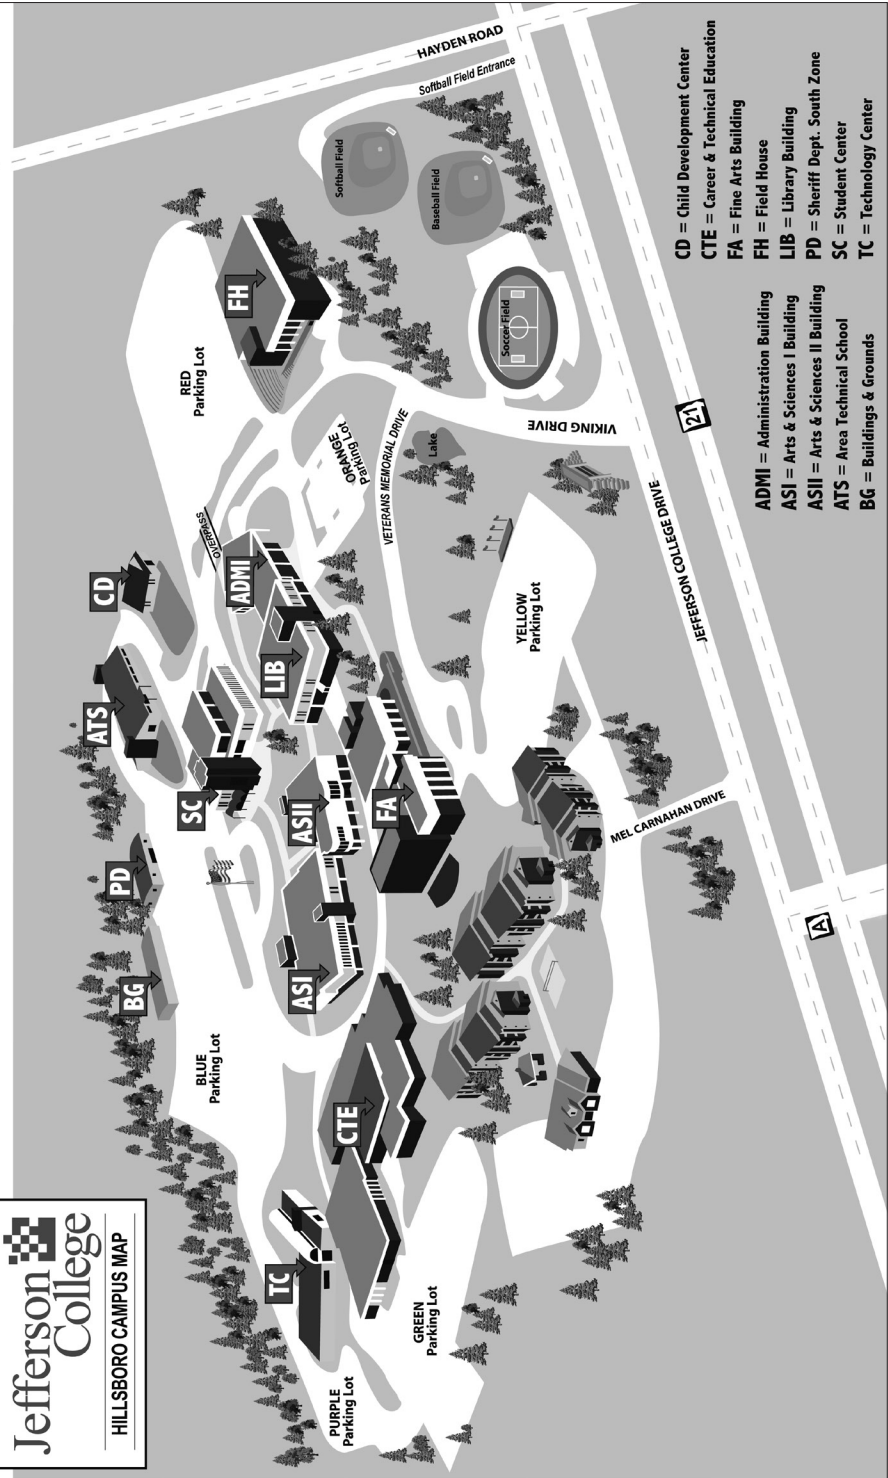 Jefferson
College
HILLSBORO CAMPUS MAP
TC
PURPLE
Parking Lot
GREEN
Parking Lot
CTE
BLUE
Parking Lot
BG
PD
ASI
ASII
SC
ATS
CD
FA
LIB
ADMI
OVERPASS
RED
Parking Lot
ORANGE
Parking Lot
FH
VETERANS MEMORIAL DRIVE
Lake
YELLOW
Parking Lot
VIKING DRIVE
Soccer Field
Softball Field
Baseball Field
HAYDEN ROAD
Softball Field Entrance
MEL CARNAHAN DRIVE
JEFFERSON COLLEGE DRIVE
A
21
ADMI = Administration Building
ASI = Arts & Sciences I Building
ASII = Arts & Sciences II Building
ATS = Area Technical School
BG = Buildings & Grounds
CD = Child Development Center
CTE = Career & Technical Education
FA = Fine Arts Building
FH = Field House
LIB = Library Building
PD = Sheriff Dept. South Zone
SC = Student Center
TC = Technology Center